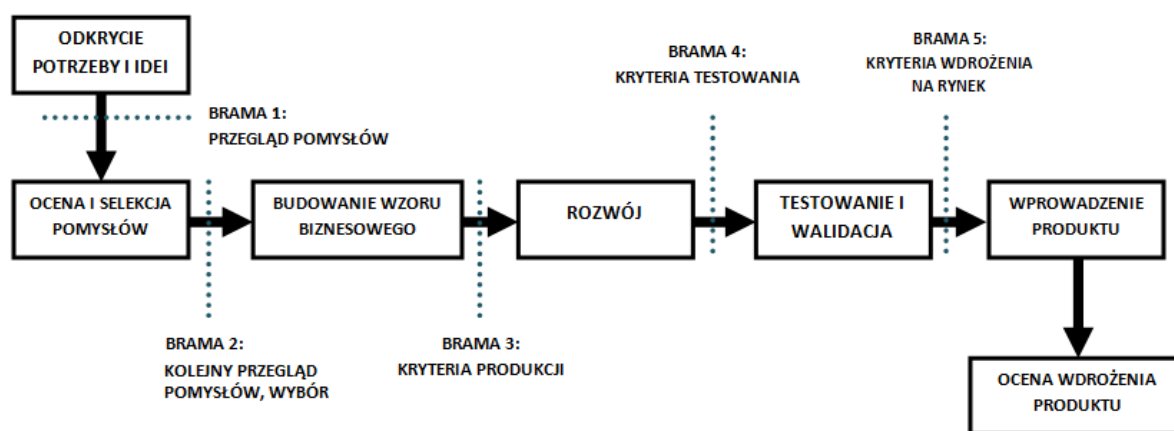 ODKRYCIE
POTRZEBY I IDEI
BRAMA 1:
PRZEGLĄD POMYSŁÓW
OCENA I SELEKCJA
POMYSŁÓW
BRAMA 2:
KOLEJNY PRZEGLĄD
POMYSŁÓW, WYBÓR
BUDOWANIE WZORU
BIZNESOWEGO
BRAMA 3:
KRYTERIA PRODUKCJI
ROZWÓJ
BRAMA 4:
KRYTERIA TESTOWANIA
TESTOWANIE I
WALIDACJA
BRAMA 5:
KRYTERIA WDROŻENIA
NA RYNEK
WPROWADZENIE
PRODUKTU
OCENA WDROŻENIA
PRODUKTU